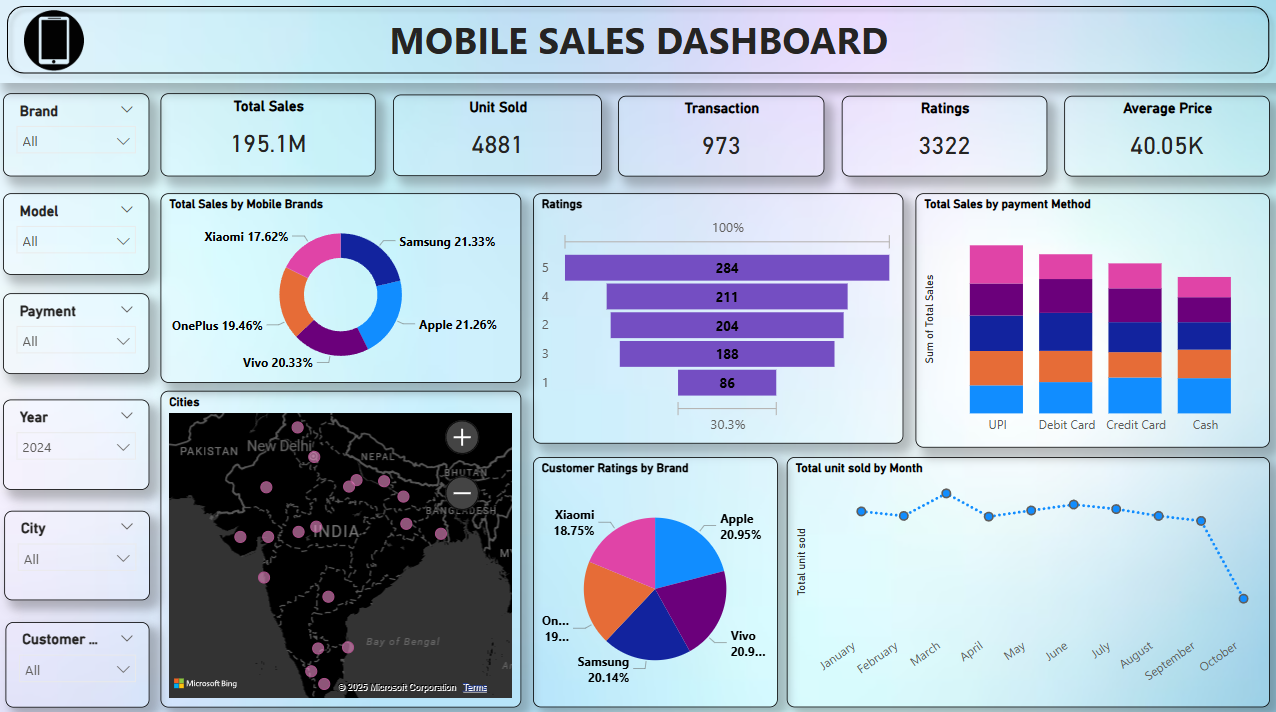 MOBILE SALES DASHBOARD
Brand
All
Total Sales
195.1M
Unit Sold
4881
Transaction
973
Ratings
3322
Average Price
40.05K
Model
All
Payment
All
Year
2024
City
All
Customer ...
All
Total Sales by Mobile Brands
Xiaomi 17.62%
Samsung 21.33%
OnePlus 19.46%
Apple 21.26%
Vivo 20.33%
Ratings
100%
5 284
4 211
2 204
3 188
1 86
30.3%
Total Sales by payment Method
Sum of Total Sales
UPI Debit Card Credit Card Cash
Cities
PAKISTAN
New Delhi
NEPAL
BHUTAN
BANGLADESH
INDIA
MY
Bay of Bengal
Microsoft Bing
© 2025 Microsoft Corporation Terms
Customer Ratings by Brand
Xiaomi
18.75%
Apple
20.95%
On...
19...
Vivo
20.9...
Samsung
20.14%
Total unit sold by Month
Total unit sold
January February March April May June July August September October